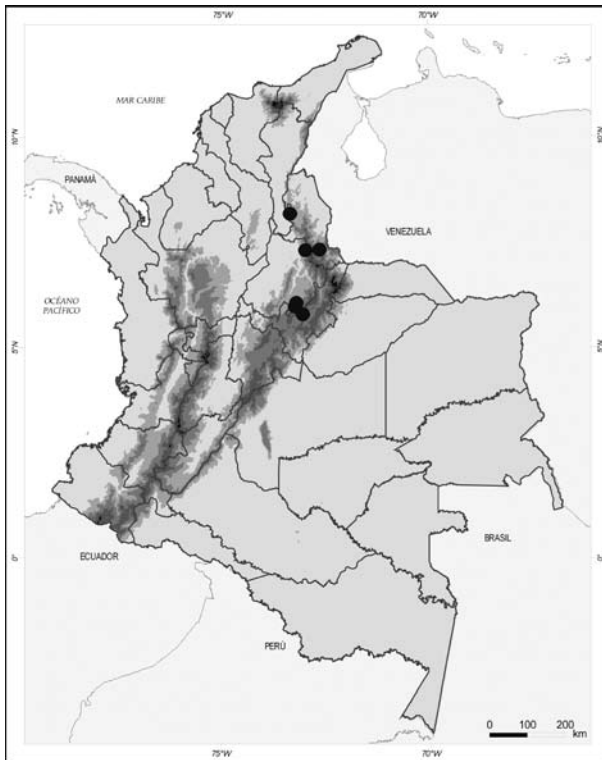 75°W 70°W
MAR CARIBE
10°N 10°N
PANAMÁ
VENEZUELA
OCÉANO
PACÍFICO
5°N 5°N
0° 0°
ECUADOR
BRASIL
PERÚ
0 100 200
km
75°W 70°W